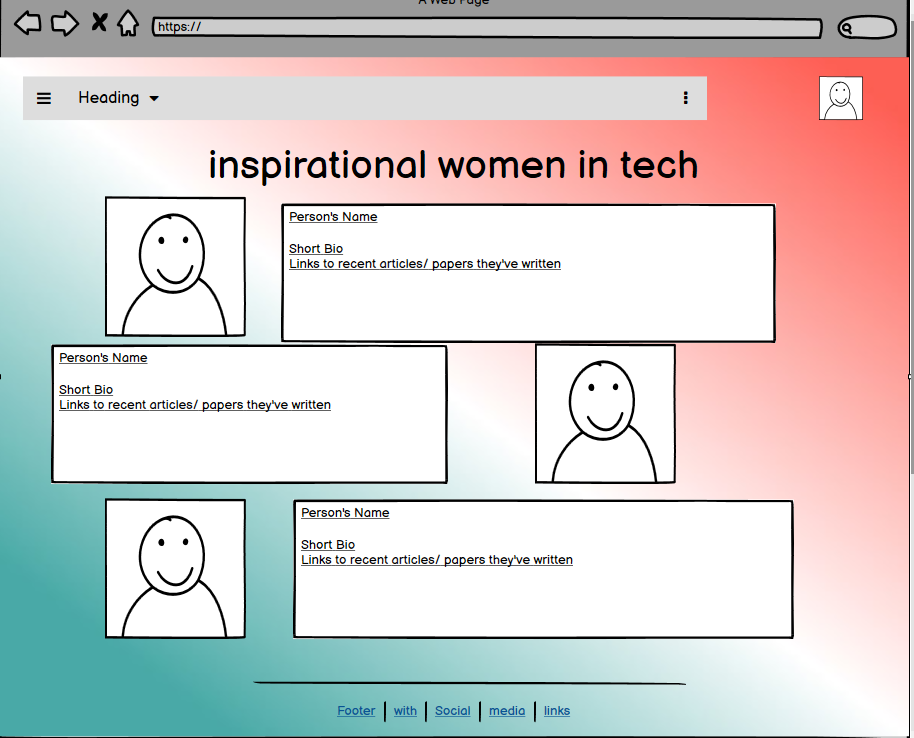 A Web Page
https://
Heading
inspirational women in tech
Person's Name
Short Bio
Links to recent articles/ papers they've written
Person's Name
Short Bio
Links to recent articles/ papers they've written
Person's Name
Short Bio
Links to recent articles/ papers they've written
Footer | with | Social | media | links